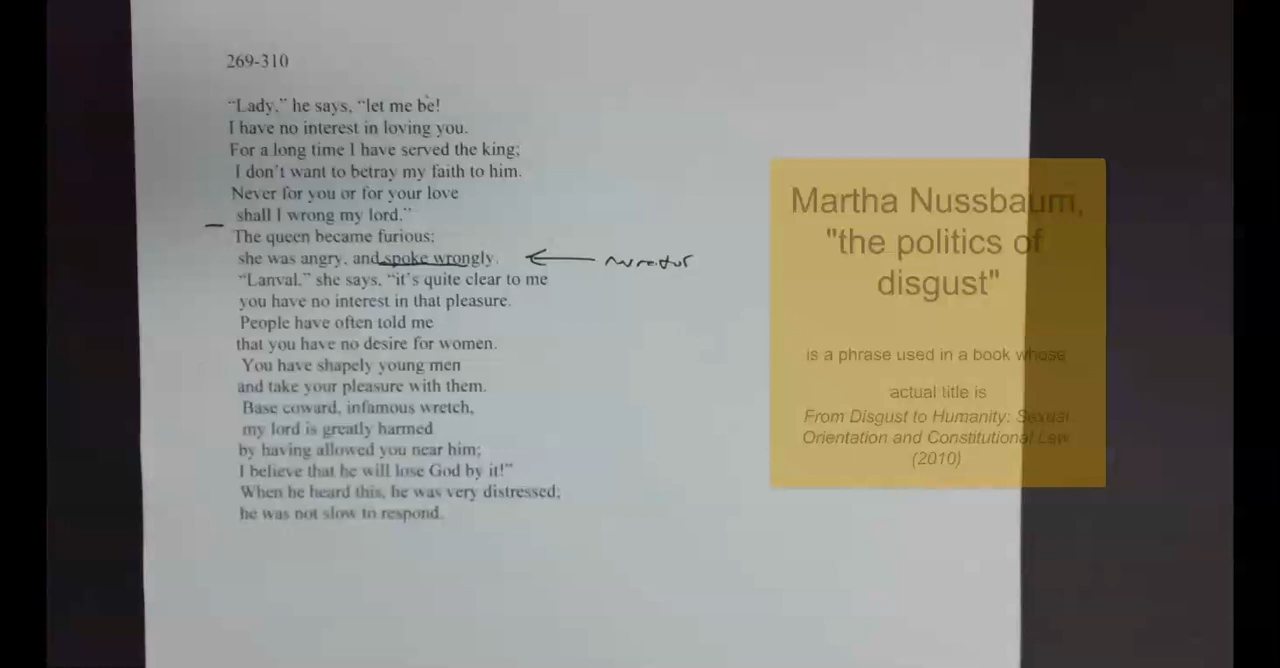 269-310
“Lady,” he says, “let me be!
I have no interest in loving you.
For a long time I have served the king;
I don’t want to betray my faith to him.
Never for you or for your love
shall I wrong my lord.”
The queen became furious;
she was angry, and spoke wrongly. ← narrator
“Lanval,” she says, “it’s quite clear to me
you have no interest in that pleasure.
People have often told me
that you have no desire for women.
You have shapely young men
and take your pleasure with them.
Base coward, infamous wretch,
my lord is greatly harmed
by having allowed you near him;
I believe that he will lose God by it!”
When he heard this, he was very distressed;
he was not slow to respond.
Martha Nussbaum,
"the politics of
disgust"
is a phrase used in a book whose
actual title is
From Disgust to Humanity: Sexual
Orientation and Constitutional Law
(2010)